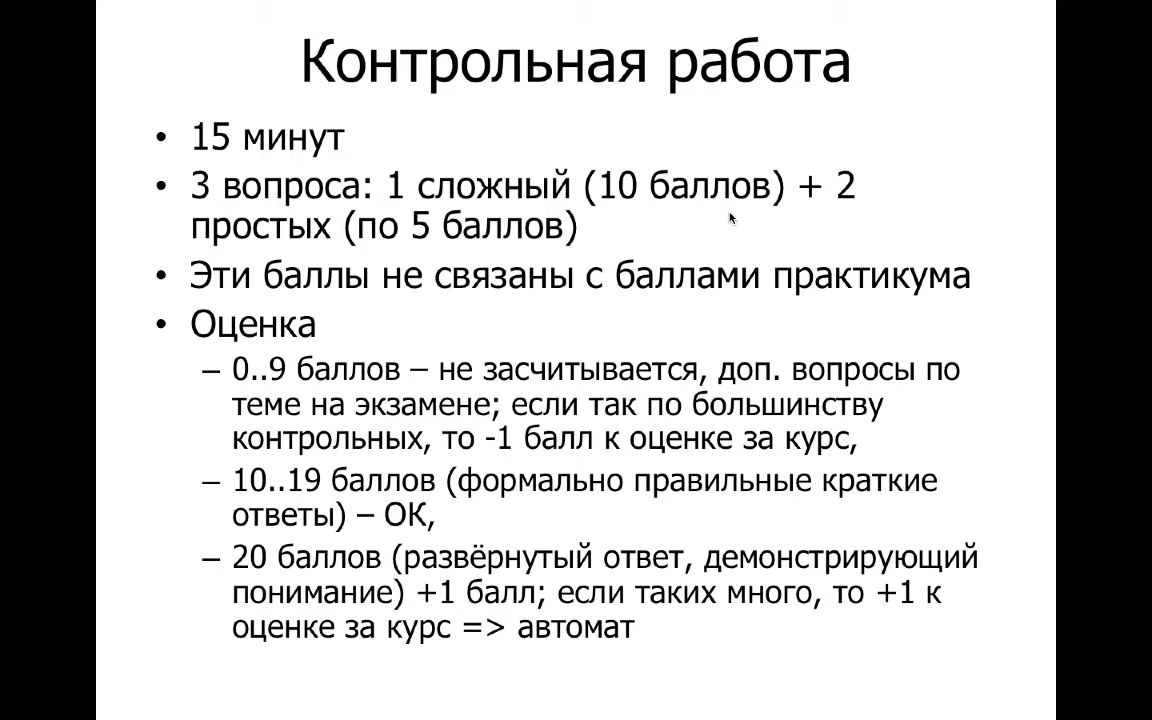 Контрольная работа
• 15 минут
• 3 вопроса: 1 сложный (10 баллов) + 2
простых (по 5 баллов)
• Эти баллы не связаны с баллами практикума
• Оценка
– 0..9 баллов – не засчитывается, доп. вопросы по
теме на экзамене; если так по большинству
контрольных, то -1 балл к оценке за курс,
– 10..19 баллов (формально правильные краткие
ответы) – ОК,
– 20 баллов (развёрнутый ответ, демонстрирующий
понимание) +1 балл; если таких много, то +1 к
оценке за курс => автомат